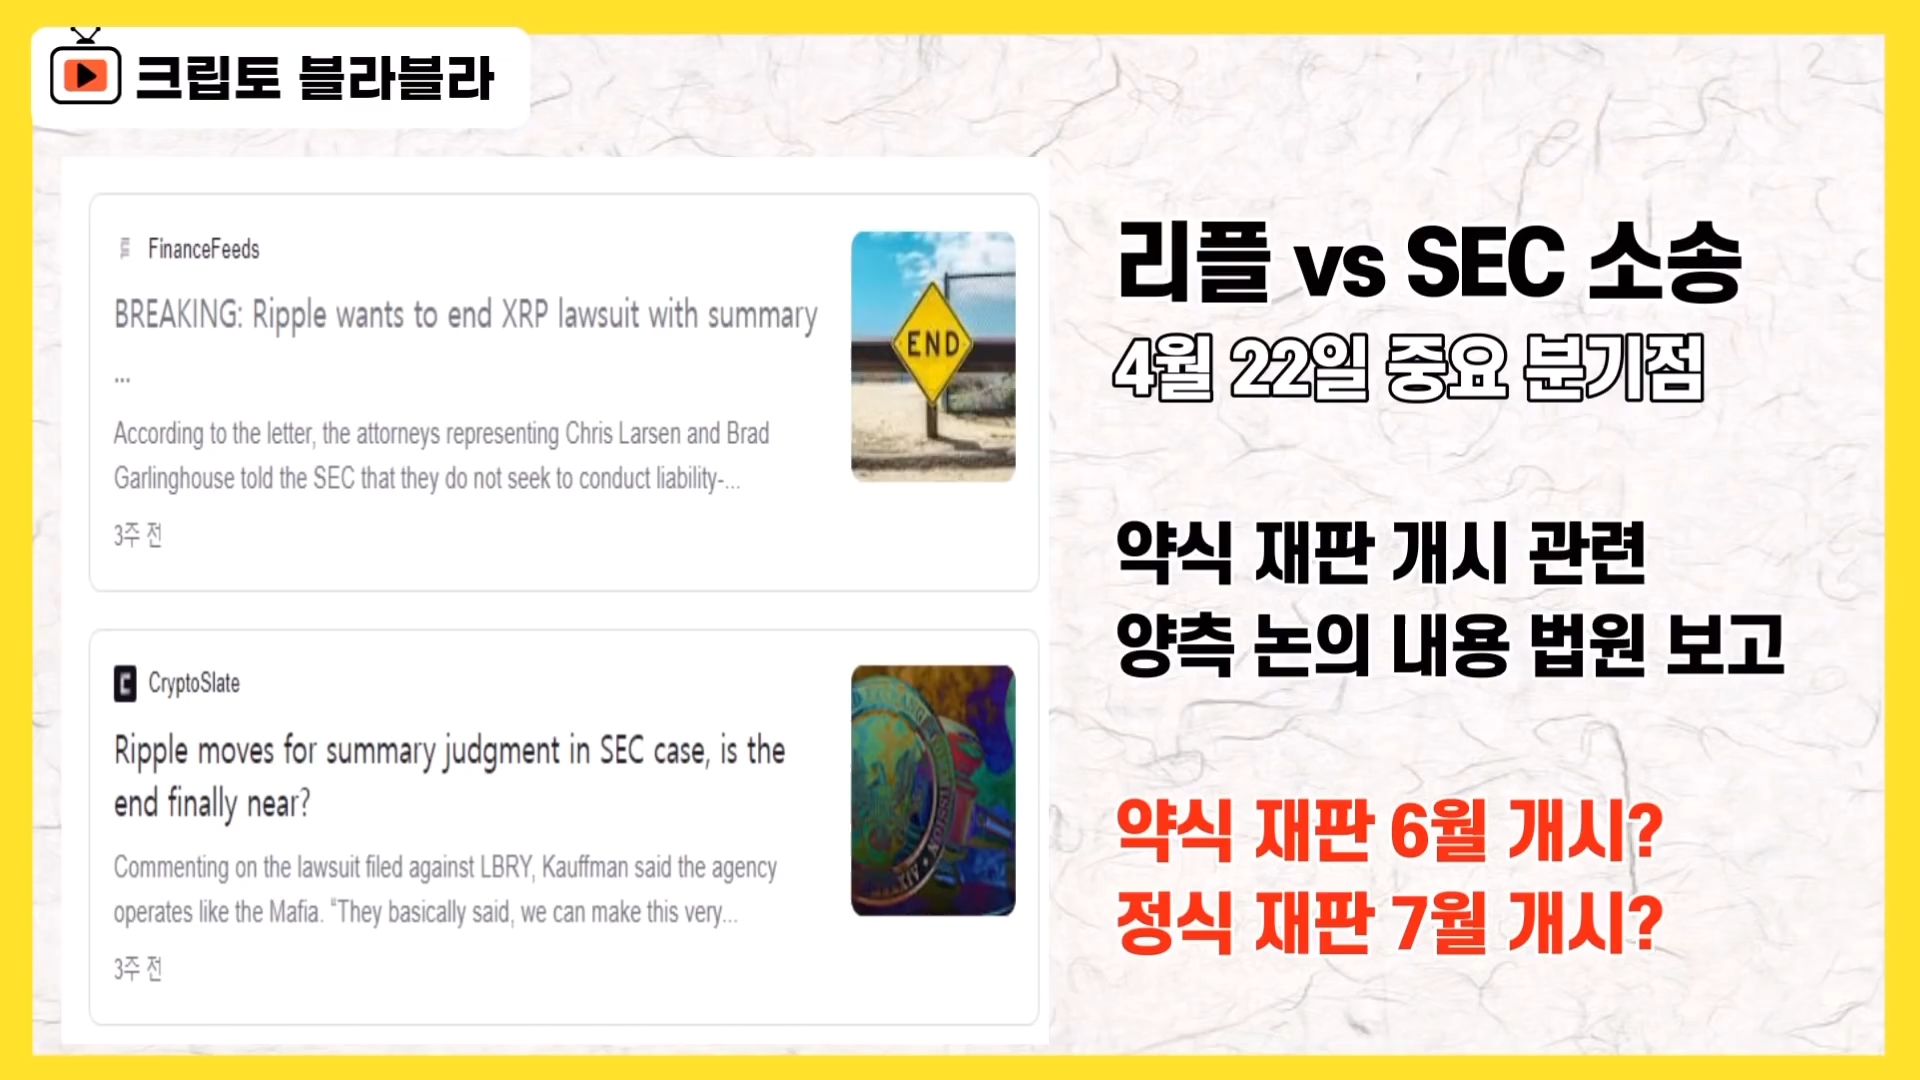 크립토 블라블라
FinanceFeeds
BREAKING: Ripple wants to end XRP lawsuit with summary
...
According to the letter, the attorneys representing Chris Larsen and Brad
Garlinghouse told the SEC that they do not seek to conduct liability-...
3주 전
END
CryptoSlate
Ripple moves for summary judgment in SEC case, is the
end finally near?
Commenting on the lawsuit filed against LBRY, Kauffman said the agency
operates like the Mafia. “They basically said, we can make this very...
3주 전
리플 vs SEC 소송
4월 22일 중요 분기점
약식 재판 개시 관련
양측 논의 내용 법원 보고
약식 재판 6월 개시?
정식 재판 7월 개시?